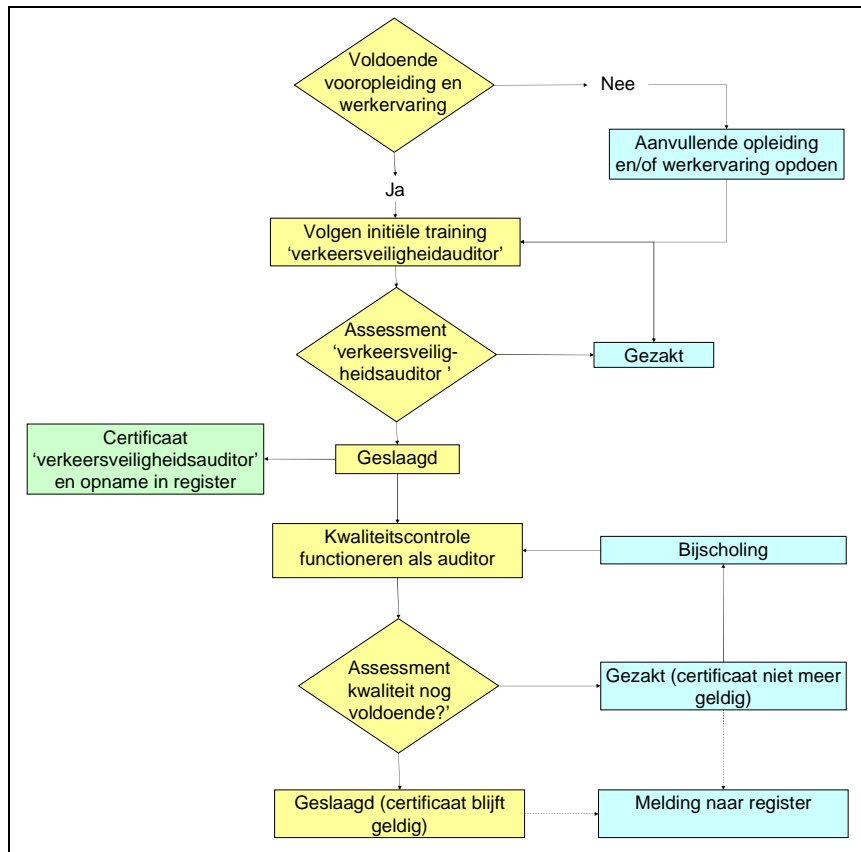 Voldoende
vooropleiding en
werkervaring
Nee
Aanvullende opleiding
en/of werkervaring opdoen
Ja
Volgen initiële training
‘verkeersveiligheidauditor’
Assessment
‘verkeersveilig-
heidsauditor ’
Gezakt
Certificaat
‘verkeersveiligheidsauditor’
en opname in register
Geslaagd
Kwaliteitscontrole
functioneren als auditor
Bijscholing
Assessment
kwaliteit nog
voldoende?’
Gezakt (certificaat niet meer
geldig)
Geslaagd (certificaat blijft
geldig)
Melding naar register